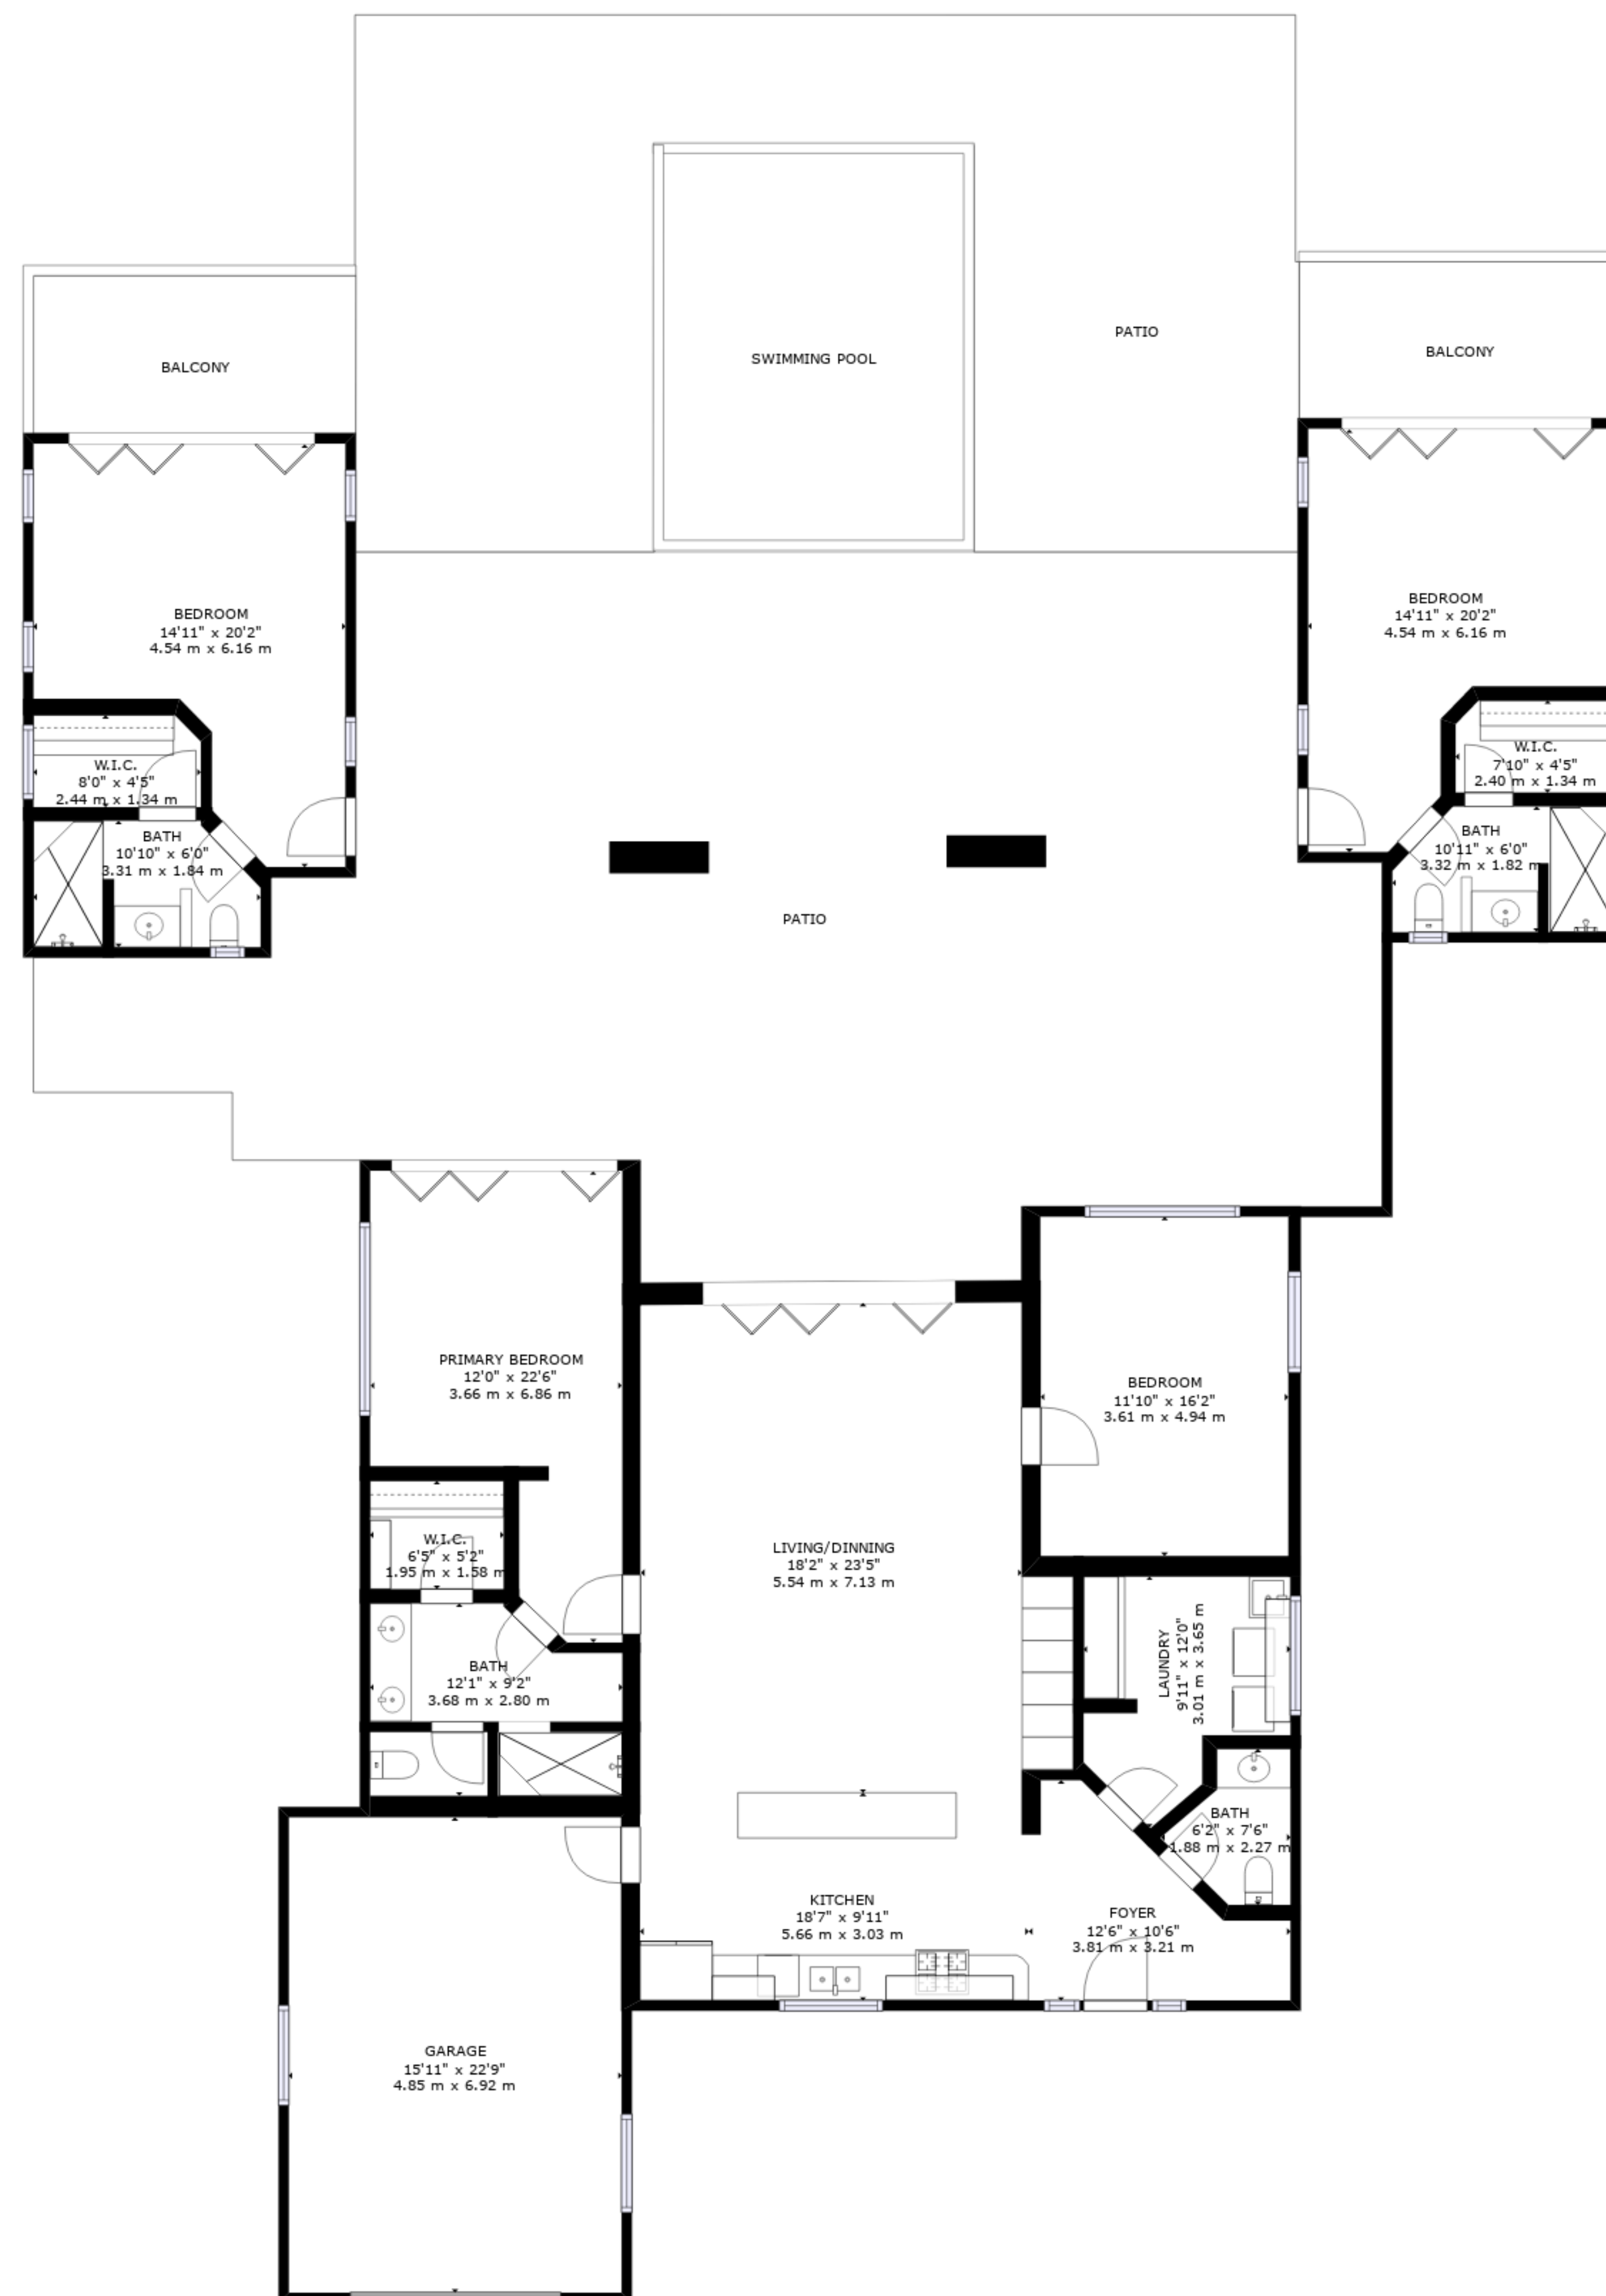 PATIO
BALCONY
SWIMMING POOL
BALCONY
BEDROOM
14'11" x 20'2"
4.54 m x 6.16 m
BEDROOM
14'11" x 20'2"
4.54 m x 6.16 m
W.I.C.
8'0" x 4'5"
2.44 m x 1.34 m
W.I.C.
7'10" x 4'5"
2.40 m x 1.34 m
BATH
10'10" x 6'0"
3.31 m x 1.84 m
BATH
10'11" x 6'0"
3.32 m x 1.82 m
PATIO
PRIMARY BEDROOM
12'0" x 22'6"
3.66 m x 6.86 m
BEDROOM
11'10" x 16'2"
3.61 m x 4.94 m
W.I.C.
6'5" x 5'2"
1.95 m x 1.58 m
LIVING/DINNING
18'2" x 23'5"
5.54 m x 7.13 m
LAUNDRY
9'11" x 12'0"
3.01 m x 3.65 m
BATH
12'1" x 9'2"
3.68 m x 2.80 m
BATH
6'2" x 7'6"
1.88 m x 2.27 m
KITCHEN
18'7" x 9'11"
5.66 m x 3.03 m
FOYER
12'6" x 10'6"
3.81 m x 3.21 m
GARAGE
15'11" x 22'9"
4.85 m x 6.92 m